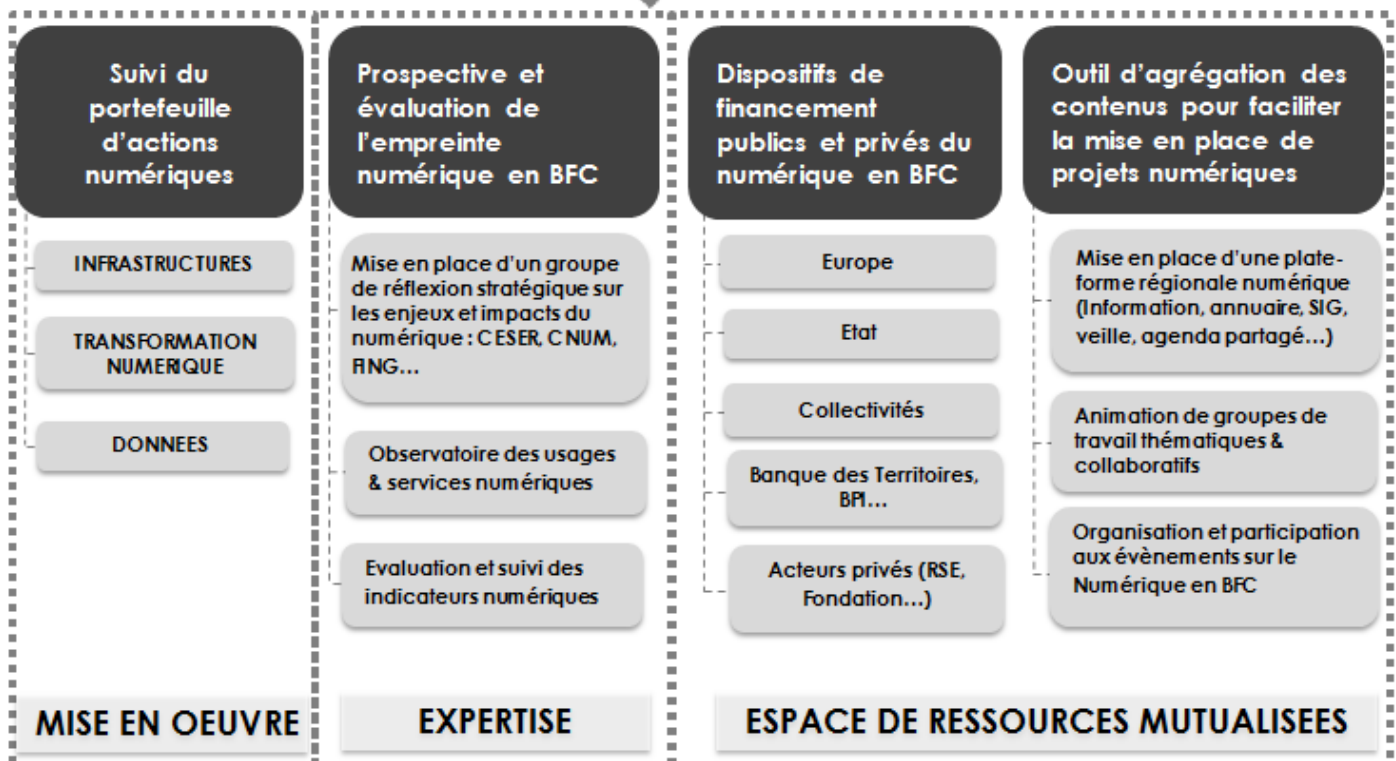 Suivi du
portefeuille
d'actions
numériques
INFRASTRUCTURES
TRANSFORMATION
NUMERIQUE
DONNEES
MISE EN OEUVRE
Prospective et
évaluation de
l'empreinte
numérique en BFC
Mise en place d'un groupe
de réflexion stratégique sur
les enjeux et impacts du
numérique : CESER, CNUM,
FING...
Observatoire des usages
& services numériques
Evaluation et suivi des
indicateurs numériques
EXPERTISE
Dispositifs de
financement
publics et privés du
numérique en BFC
Europe
Etat
Collectivités
Banque des Territoires,
BPI...
Acteurs privés (RSE,
Fondation...)
Outil d'agrégation des
contenus pour faciliter
la mise en place de
projets numériques
Mise en place d'une plate-
forme régionale numérique
(Information, annuaire, SIG,
veille, agenda partagé...)
Animation de groupes de
travail thématiques &
collaboratifs
Organisation et participation
aux évènements sur le
Numérique en BFC
ESPACE DE RESSOURCES MUTUALISEES